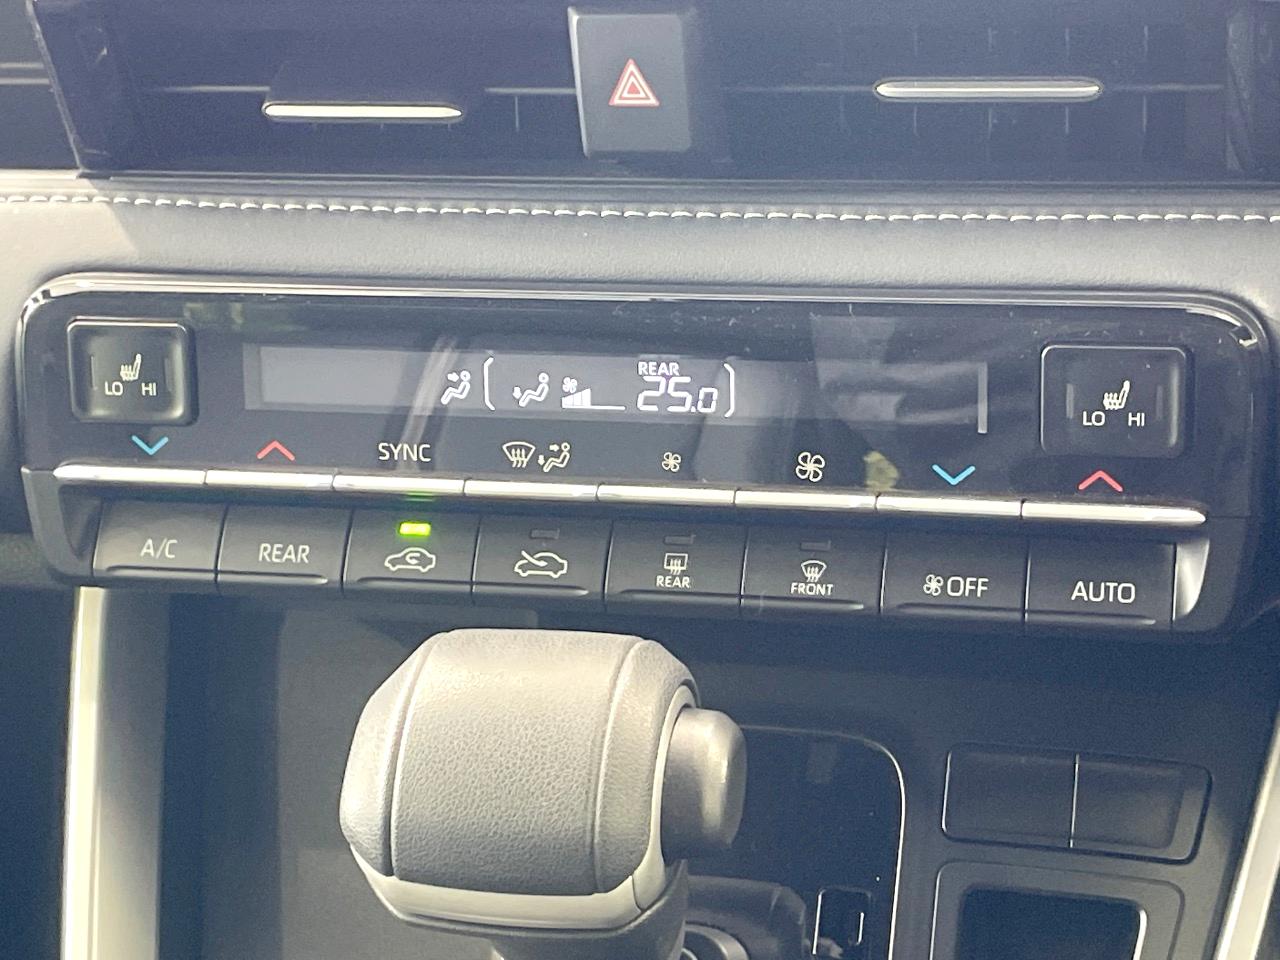 REAR
25.0
LO HI
LO HI
SYNC
A/C
REAR
REAR
FRONT
OFF
AUTO